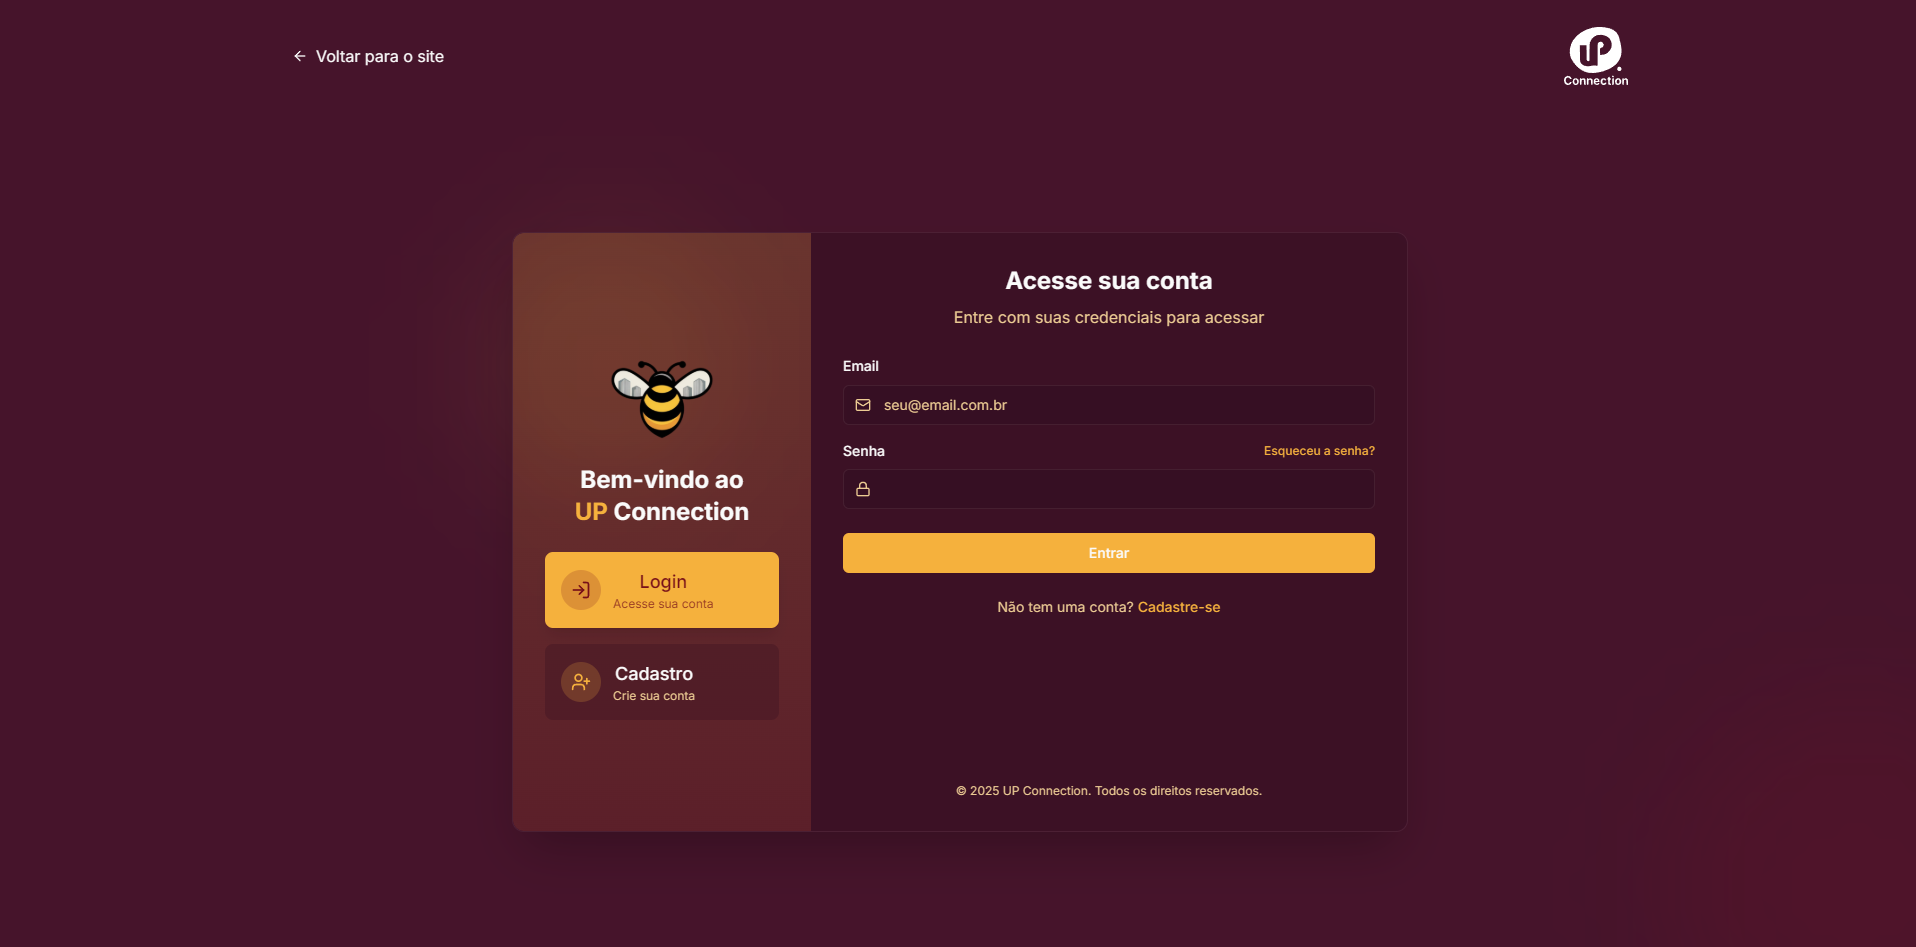 Voltar para o site
UP
Connection
Bem-vindo ao
UP Connection
Login
Acesse sua conta
Cadastro
Crie sua conta
Acesse sua conta
Entre com suas credenciais para acessar
Email
seu@email.com.br
Senha
Esqueceu a senha?
Entrar
Não tem uma conta? Cadastre-se
© 2025 UP Connection. Todos os direitos reservados.